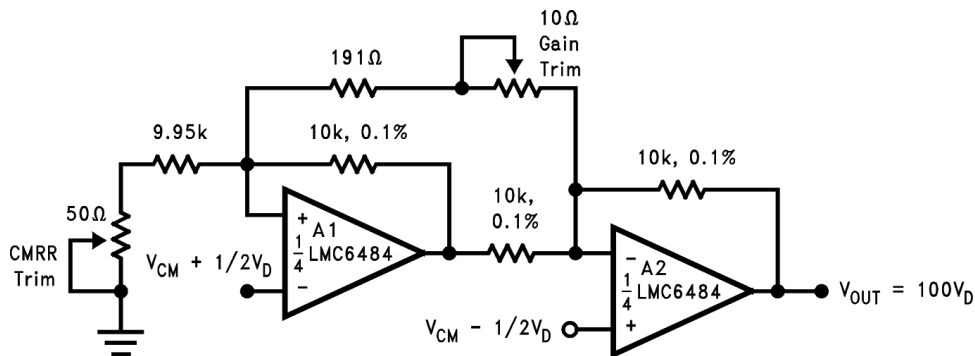 10Ω
Gain
Trim
191Ω
9.95k
10k, 0.1%
10k, 0.1%
10k,
0.1%
50Ω
CMRR
Trim
+
A1
1/4 LMC6484
-
V_CM + 1/2V_D
-
A2
1/4 LMC6484
+
V_CM - 1/2V_D
V_OUT = 100V_D